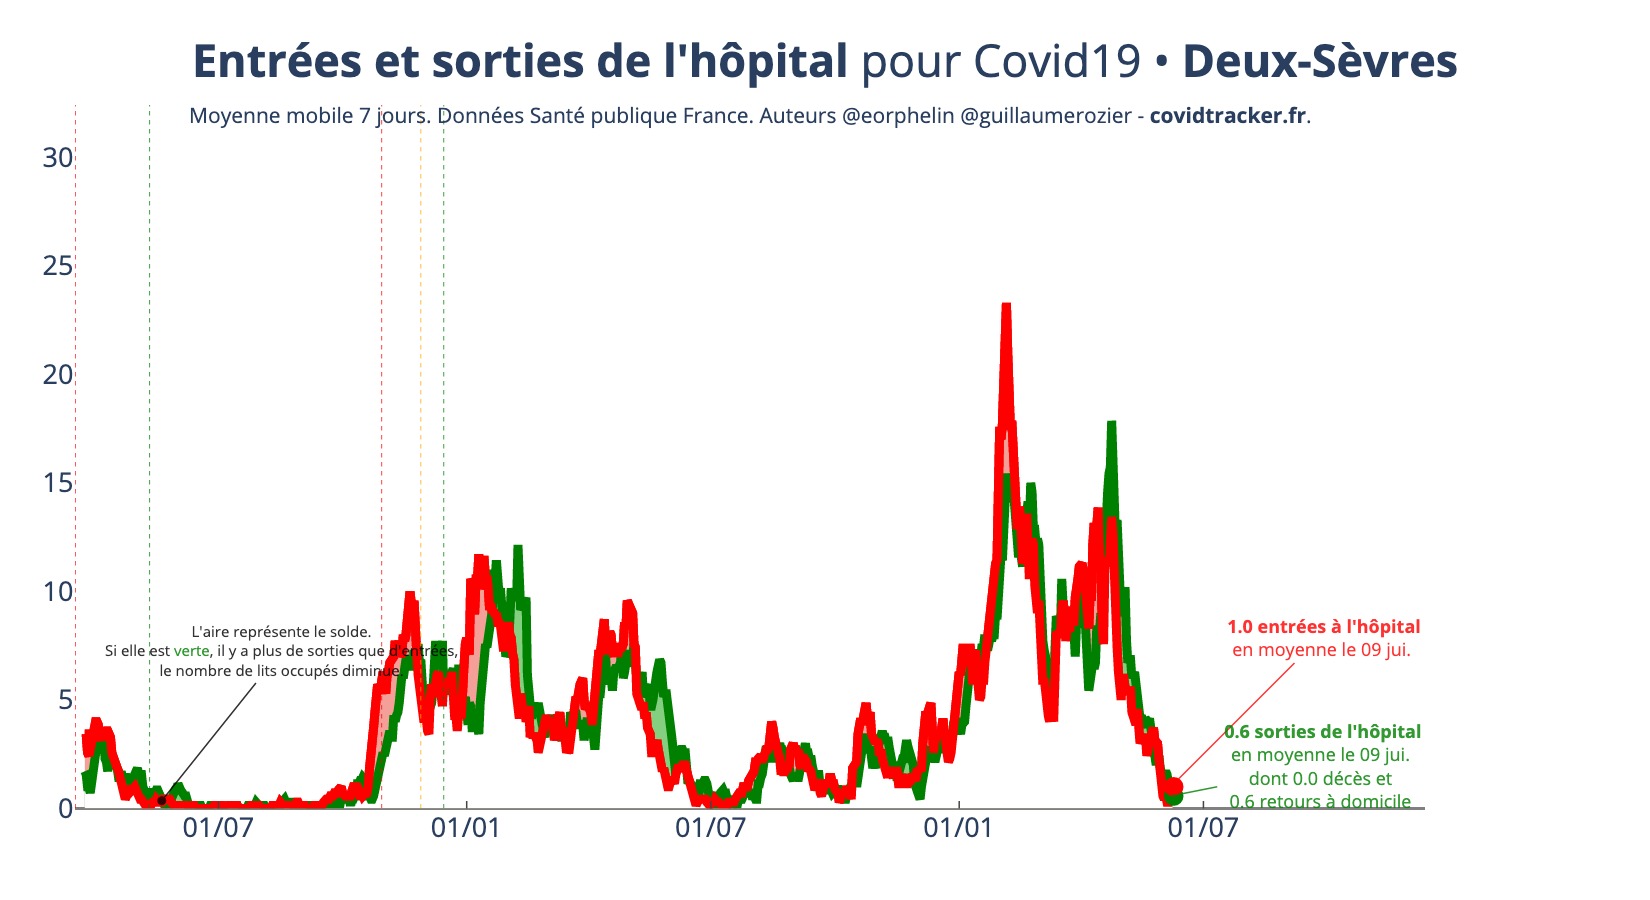 Entrées et sorties de l'hôpital pour Covid19 • Deux-Sèvres
Moyenne mobile 7 jours. Données Santé publique France. Auteurs @eorphelin @guillaumerozier - covidtracker.fr.
30
25
20
15
10
5
0
L'aire représente le solde.
Si elle est verte, il y a plus de sorties que d'entrées,
le nombre de lits occupés diminue.
1.0 entrées à l'hôpital
en moyenne le 09 jui.
0.6 sorties de l'hôpital
en moyenne le 09 jui.
dont 0.0 décès et
0.6 retours à domicile
01/07
01/01
01/07
01/01
01/07